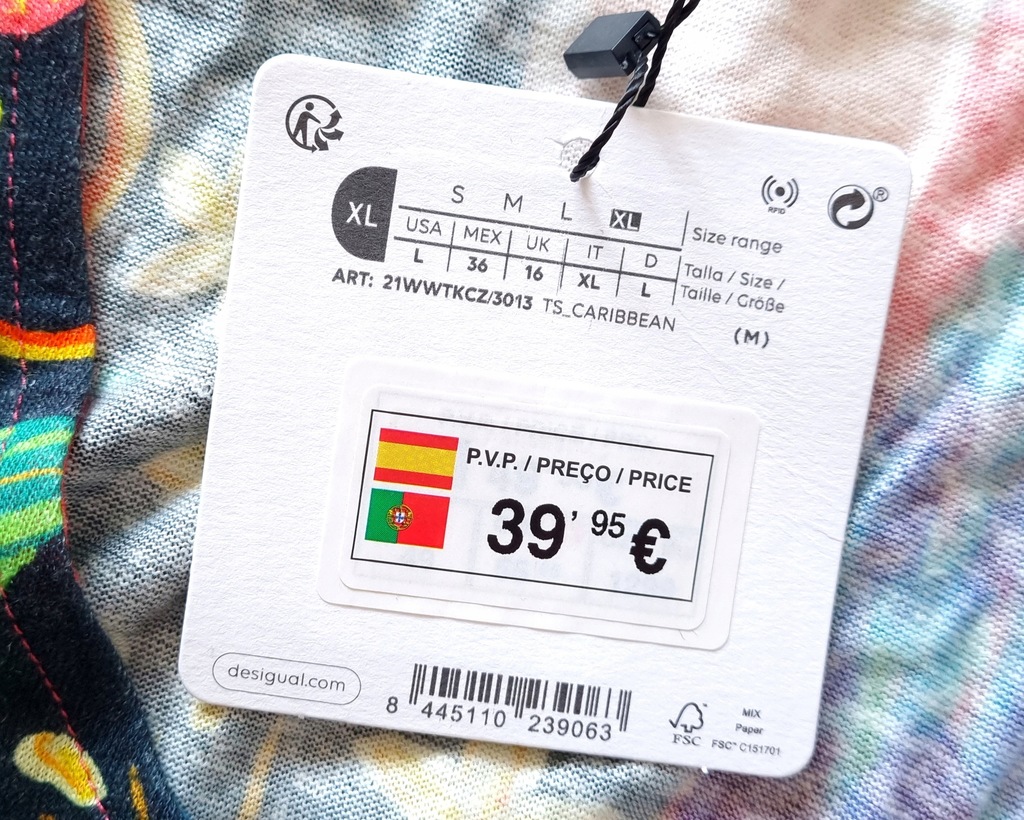 S M L XL
XL
Size range
USA MEX UK IT D
L 36 16 XL L
Talla / Size /
Taille / Größe
ART: 21WWTKCZ/3013 TS_CARIBBEAN
(M)
RFID
®
P.V.P. / PREÇO / PRICE
39’95€
desigual.com
8 445110 239063
FSC™
MIX
Paper
FSC™ C151701